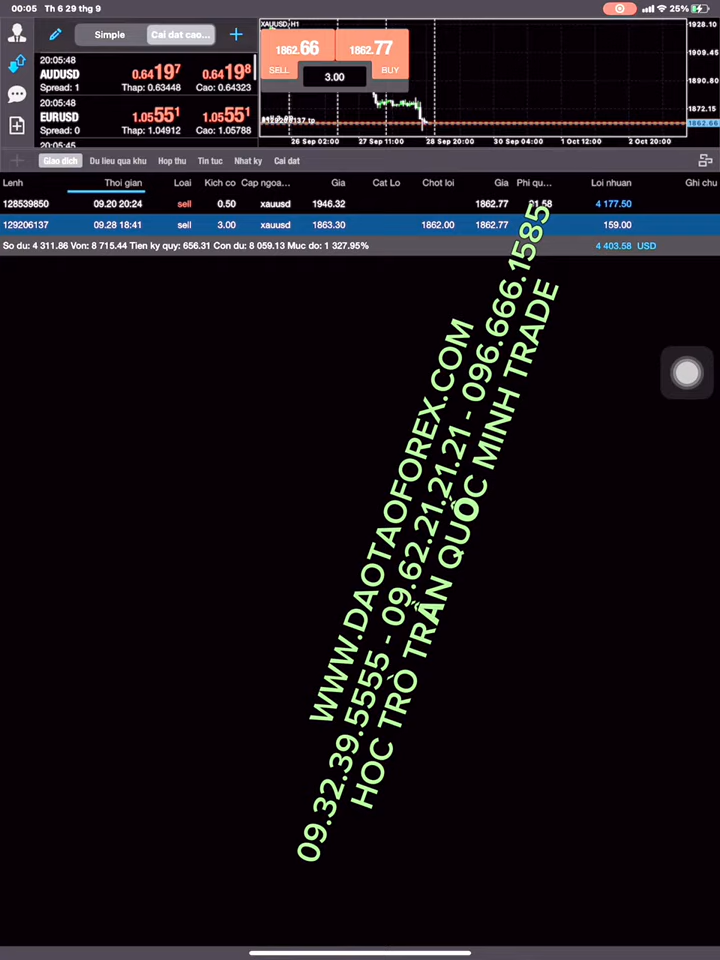 00:05 Th 6 29 thg 9 25%
Simple Cai dat cao...
20:05:48
AUDUSD 0.64197 0.64198
Spread: 1 Thap: 0.63448 Cao: 0.64323
20:05:48
EURUSD 1.05551 1.05551
Spread: 0 Thap: 1.04912 Cao: 1.05788
20:05:45
XAUUSD, H1
1862.66 1862.77
SELL 3.00 BUY
1928.10
1909.45
1890.80
1872.15
1862.66
26 Sep 02:00 27 Sep 11:00 28 Sep 20:00 30 Sep 04:00 1 Oct 12:00 2 Oct 20:00
Giao dich Du lieu qua khu Hop thu Tin tuc Nhat ky Cai dat
Lenh Thoi gian Loai Kich co Cap ngoa... Gia Cat Lo Chot loi Gia Phi qu... Loi nhuan Ghi chu
128539850 09.20 20:24 sell 0.50 xauusd 1946.32 1862.77 21.58 4 177.50
129206137 09.28 18:41 sell 3.00 xauusd 1863.30 1862.00 1862.77 159.00
So du: 4 311.86 Von: 8 715.44 Tien ky quy: 656.31 Con du: 8 059.13 Muc do: 1 327.95% 4 403.58 USD
WWW.DAOTAOFOREX.COM
09.32.39.5555 - 09.62.21.21.21 - 096.666.1585
HOC TRÒ TRẦN QUỐC MINH TRADE